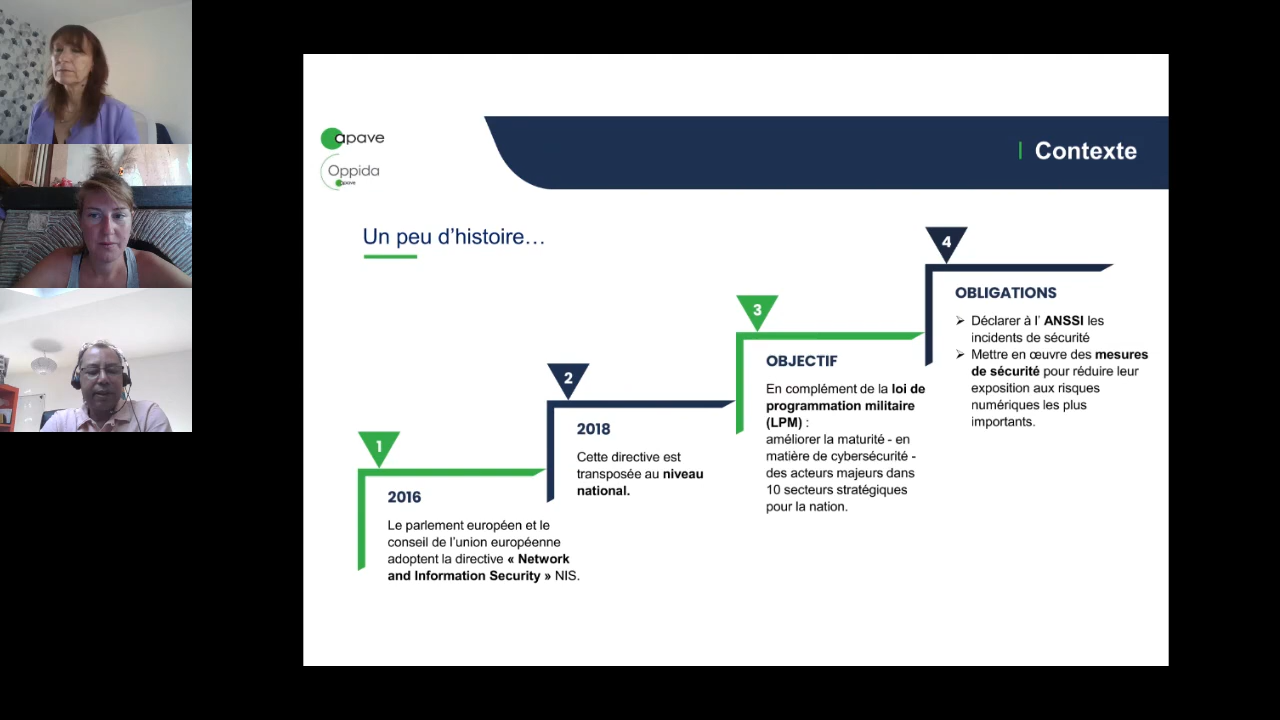 apave
Oppida
apave
Contexte
Un peu d’histoire…
1
2016
Le parlement européen et le
conseil de l’union européenne
adoptent la directive « Network
and Information Security » NIS.
2
2018
Cette directive est
transposée au niveau
national.
3
OBJECTIF
En complément de la loi de
programmation militaire
(LPM) :
améliorer la maturité - en
matière de cybersécurité -
des acteurs majeurs dans
10 secteurs stratégiques
pour la nation.
4
OBLIGATIONS
➢ Déclarer à l’ ANSSI les
incidents de sécurité
➢ Mettre en œuvre des mesures
de sécurité pour réduire leur
exposition aux risques
numériques les plus
importants.